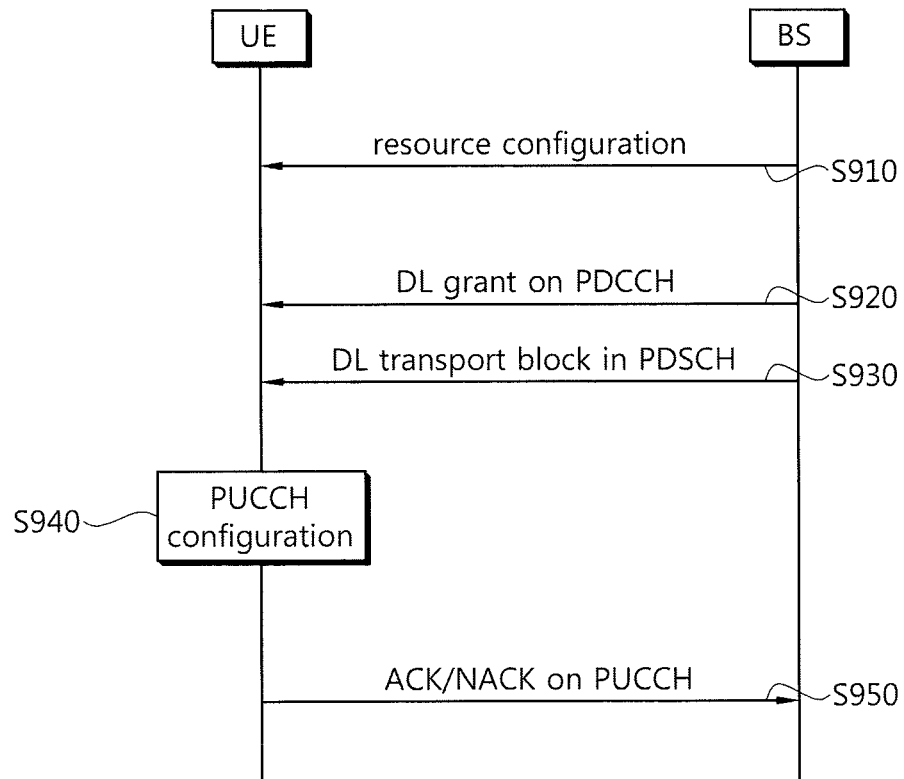 UE
BS
resource configuration
S910
DL grant on PDCCH
S920
DL transport block in PDSCH
S930
PUCCH
configuration
S940
ACK/NACK on PUCCH
S950